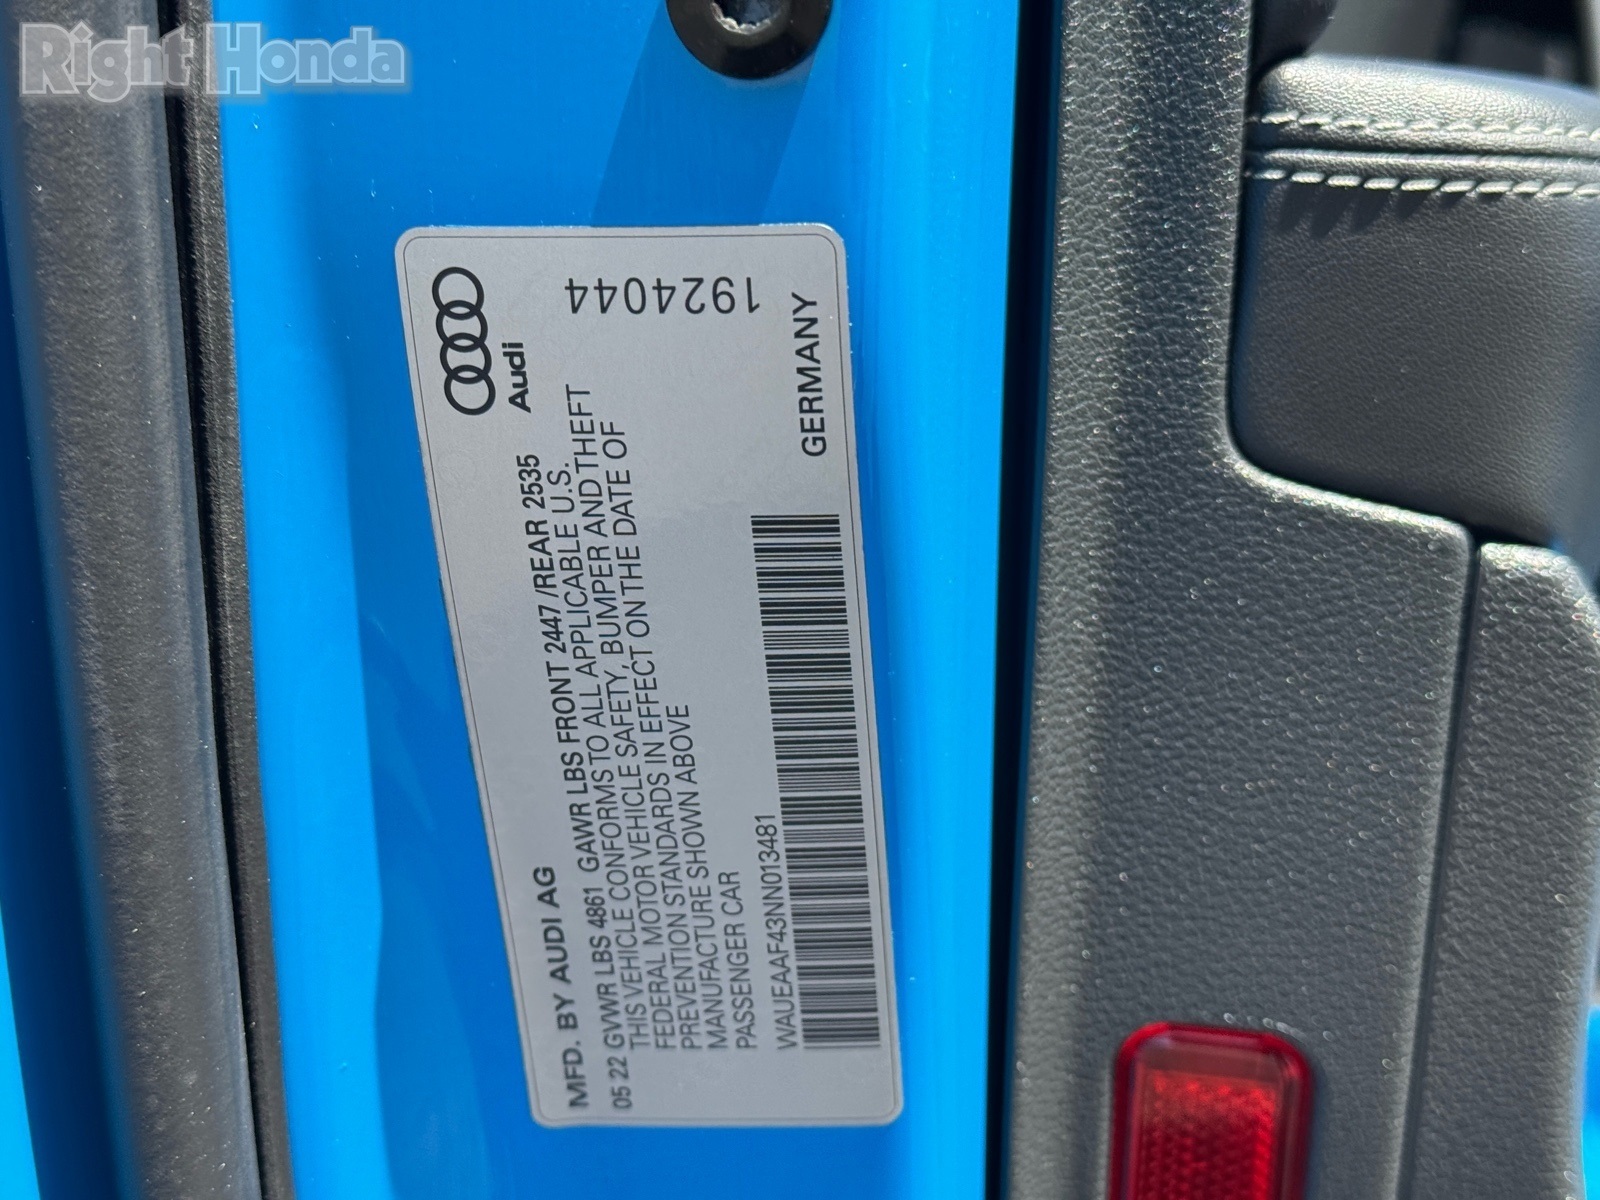 Right Honda
Audi
1924044
MFD. BY AUDI AG
05 22 GVWR LBS 4861 GAWR LBS FRONT 2447 /REAR 2535
THIS VEHICLE CONFORMS TO ALL APPLICABLE U.S.
FEDERAL MOTOR VEHICLE SAFETY, BUMPER AND THEFT
PREVENTION STANDARDS IN EFFECT ON THE DATE OF
MANUFACTURE SHOWN ABOVE
PASSENGER CAR
WAUEAAF43NN013481
GERMANY